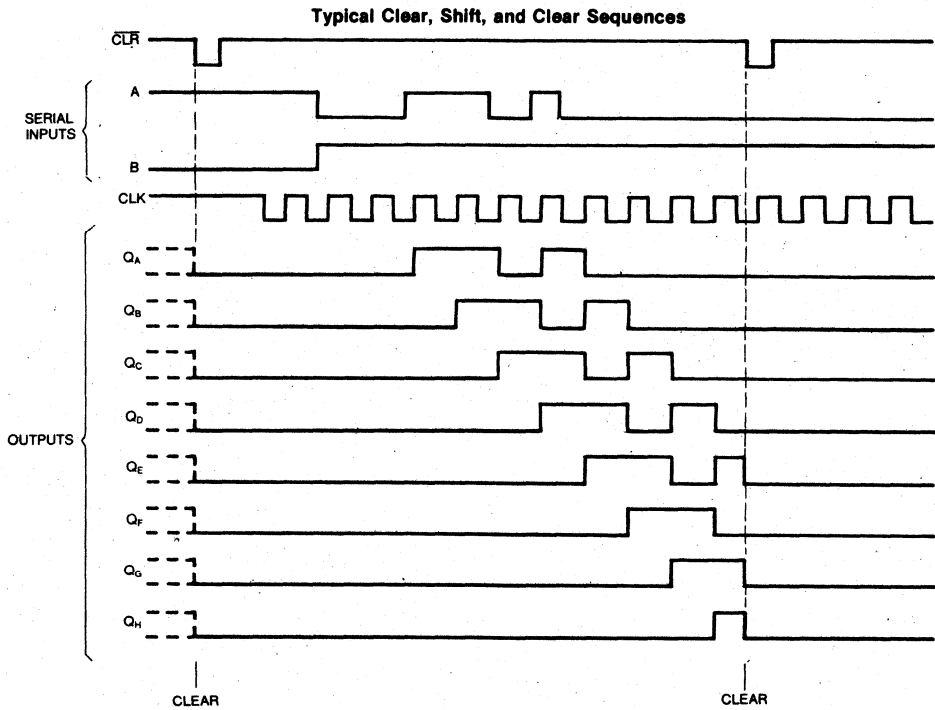 Typical Clear, Shift, and Clear Sequences
CLR
A
SERIAL
INPUTS
B
CLK
QA
QB
QC
QD
OUTPUTS
QE
QF
QG
QH
CLEAR
CLEAR